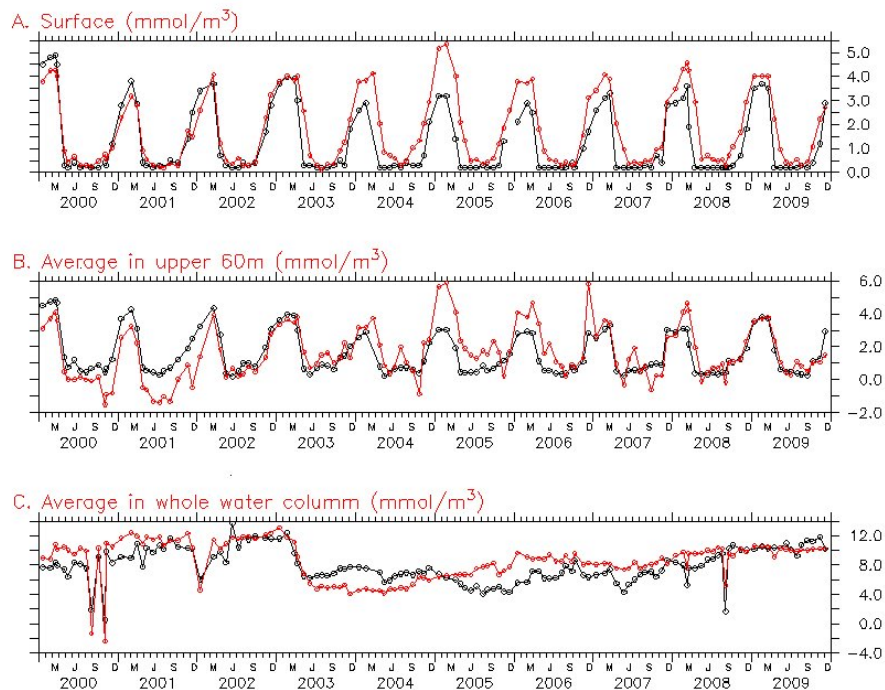 A. Surface (mmol/m³)
5.0
4.0
3.0
2.0
1.0
0.0
M J S D M J S D M J S D M J S D M J S D M J S D M J S D M J S D M J S D M J S D
2000 2001 2002 2003 2004 2005 2006 2007 2008 2009
B. Average in upper 60m (mmol/m³)
6.0
4.0
2.0
0.0
-2.0
M J S D M J S D M J S D M J S D M J S D M J S D M J S D M J S D M J S D M J S D
2000 2001 2002 2003 2004 2005 2006 2007 2008 2009
C. Average in whole water columm (mmol/m³)
12.0
8.0
4.0
0.0
-4.0
M J S D M J S D M J S D M J S D M J S D M J S D M J S D M J S D M J S D M J S D
2000 2001 2002 2003 2004 2005 2006 2007 2008 2009